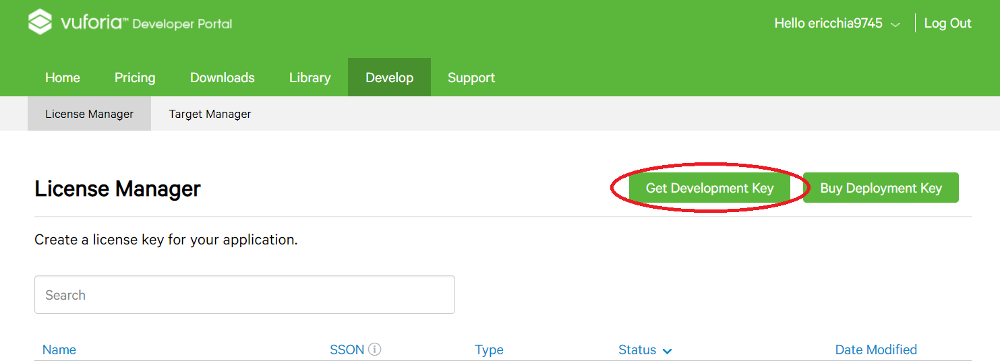 vuforia™ Developer Portal
Hello ericchia9745
Log Out
Home Pricing Downloads Library Develop Support
License Manager Target Manager
License Manager
Get Development Key
Buy Deployment Key
Create a license key for your application.
Search
Name SSON Type Status Date Modified